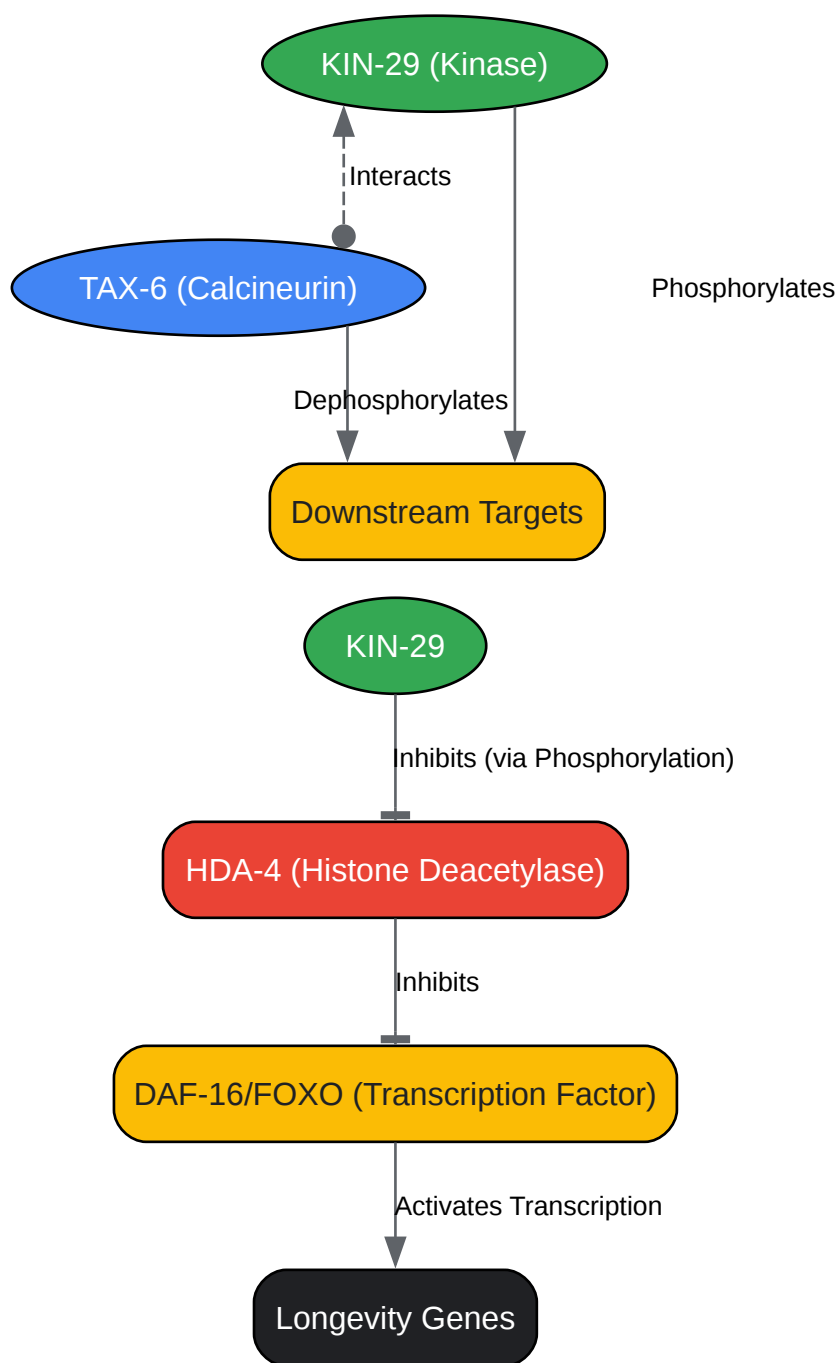 KIN-29 (Kinase)
Interacts
TAX-6 (Calcineurin)
Phosphorylates
Dephosphorylates
Downstream Targets
KIN-29
Inhibits (via Phosphorylation)
HDA-4 (Histone Deacetylase)
Inhibits
DAF-16/FOXO (Transcription Factor)
Activates Transcription
Longevity Genes